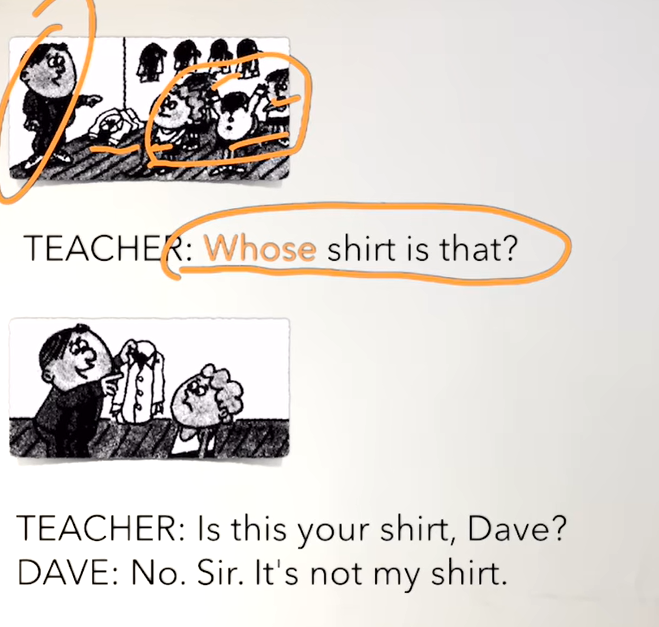 TEACHER: Whose shirt is that?
TEACHER: Is this your shirt, Dave?
DAVE: No. Sir. It's not my shirt.